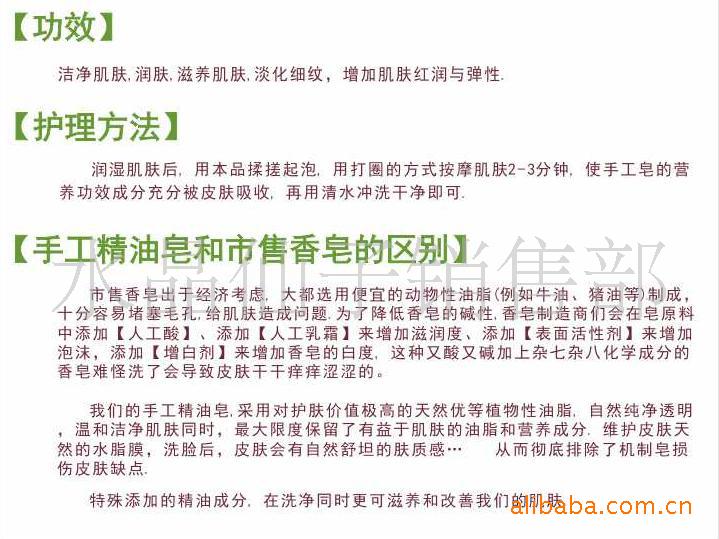 【功效】
洁净肌肤,润肤,滋养肌肤,淡化细纹，增加肌肤红润与弹性.
【护理方法】
润湿肌肤后，用本品揉搓起泡，用打圈的方式按摩肌肤2-3分钟，使手工皂的营
养功效成分充分被皮肤吸收，再用清水冲洗干净即可.
【手工精油皂和市售香皂的区别】
水晶仙子销售部
市售香皂出于经济考虑，大都选用便宜的动物性油脂(例如牛油、猪油等)制成，
十分容易堵塞毛孔,给肌肤造成问题.为了降低香皂的碱性,香皂制造商们会在皂原料
中添加【人工酸】、添加【人工乳霜】来增加滋润度、添加【表面活性剂】来增加
泡沫，添加【增白剂】来增加香皂的白度，这种又酸又碱加上杂七杂八化学成分的
香皂难怪洗了会导致皮肤干干痒痒涩涩的。
我们的手工精油皂,采用对护肤价值极高的天然优等植物性油脂，自然纯净透明
，温和洁净肌肤同时，最大限度保留了有益于肌肤的油脂和营养成分.维护皮肤天
然的水脂膜，洗脸后，皮肤会有自然舒坦的肤质感… 从而彻底排除了机制皂损
伤皮肤缺点.
特殊添加的精油成分，在洗净同时更可滋养和改善我们的肌肤
alibaba.com.cn